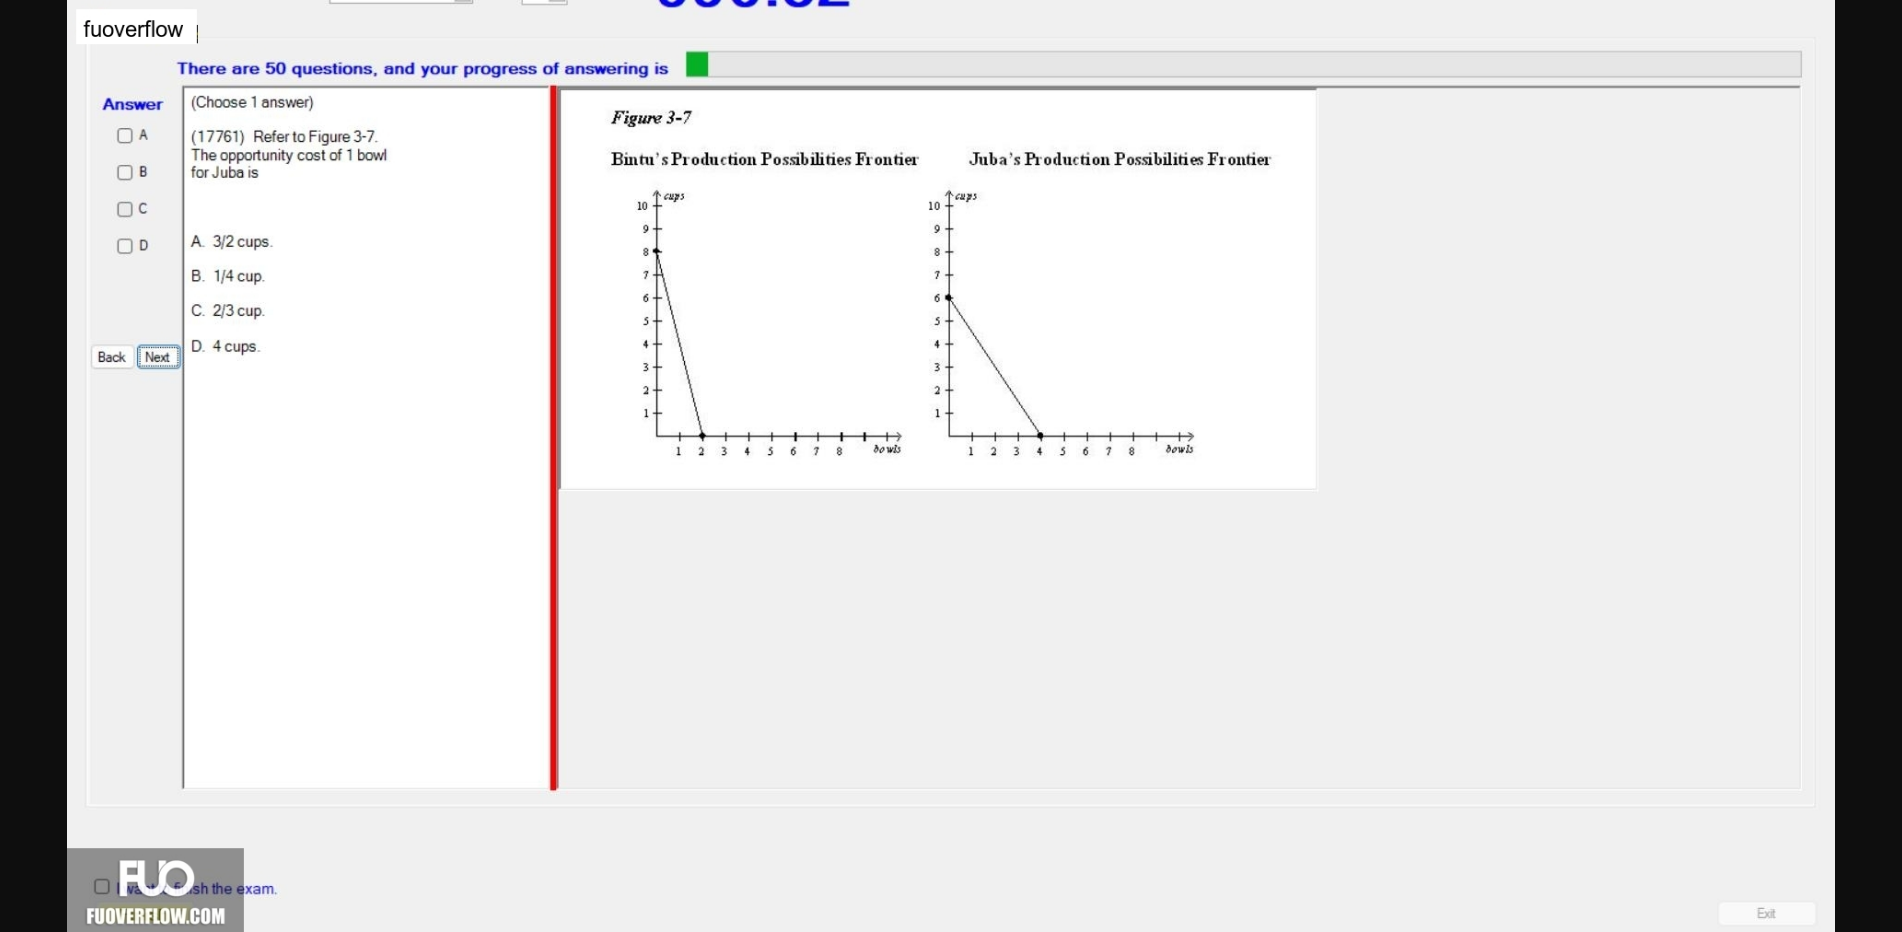 fuoverflow
There are 50 questions, and your progress of answering is
Answer
A
B
C
D
Back
Next
(Choose 1 answer)
(17761) Refer to Figure 3-7.
The opportunity cost of 1 bowl
for Juba is
A. 3/2 cups.
B. 1/4 cup.
C. 2/3 cup.
D. 4 cups.
Figure 3-7
Bintu's Production Possibilities Frontier
cups
10
9
8
7
6
5
4
3
2
1
1 2 3 4 5 6 7 8 bowls
Juba's Production Possibilities Frontier
cups
10
9
8
7
6
5
4
3
2
1
1 2 3 4 5 6 7 8 bowls
FUO
FUOVERFLOW.COM
the exam.
Exit